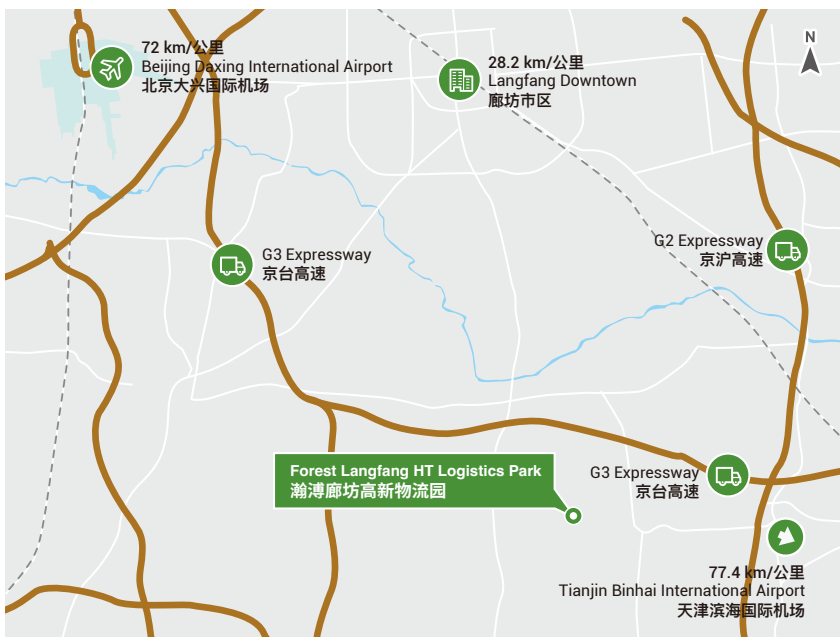 72 km/公里
Beijing Daxing International Airport
北京大兴国际机场
28.2 km/公里
Langfang Downtown
廊坊市区
N
G3 Expressway
京台高速
G2 Expressway
京沪高速
Forest Langfang HT Logistics Park
瀚溥廊坊高新物流园
G3 Expressway
京台高速
77.4 km/公里
Tianjin Binhai International Airport
天津滨海国际机场